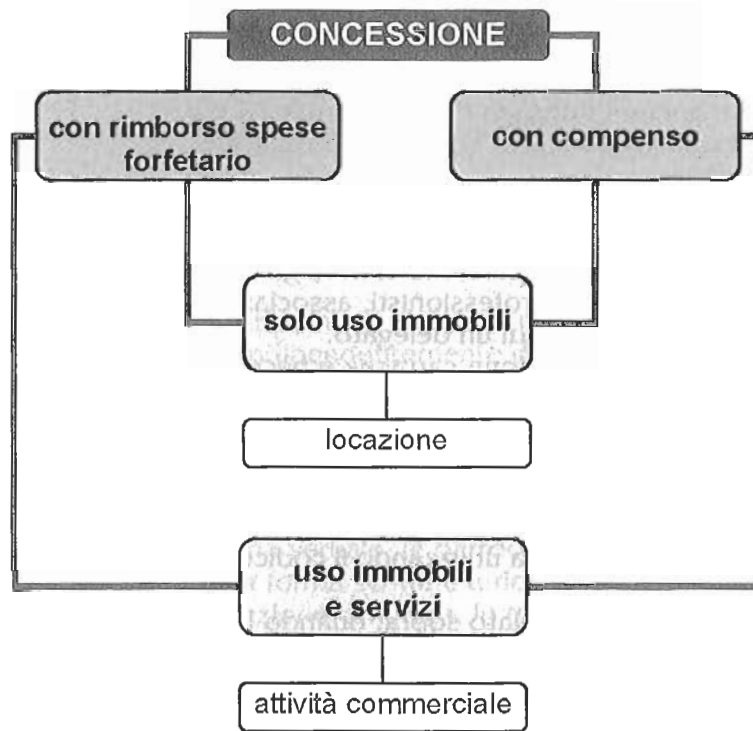 CONCESSIONE
con rimborso spese
forfetario
con compenso
solo uso immobili
locazione
uso immobili
e servizi
attività commerciale